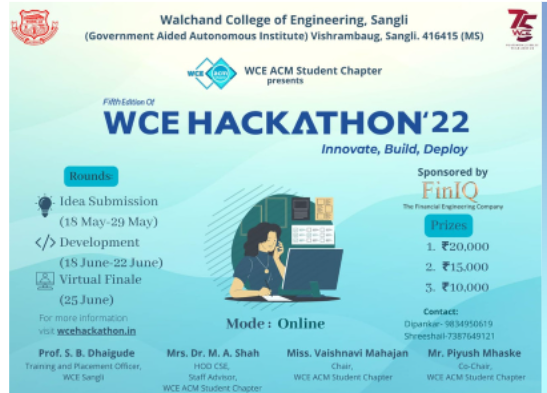 Walchand College of Engineering, Sangli
(Government Aided Autonomous Institute) Vishrambaug, Sangli. 416415 (MS)
75
WCE
WCE ACM Student Chapter
presents
Fifth Edition Of
WCE HACKATHON'22
Innovate, Build, Deploy
Rounds:
Idea Submission
(18 May-29 May)
</> Development
(18 June-22 June)
Virtual Finale
(25 June)
For more information
visit wcehackathon.in
Mode : Online
Sponsored by
FinIQ
The Financial Engineering Company
Prizes
1. ₹20,000
2. ₹15,000
3. ₹10,000
Contact:
Dipankar- 9834950619
Shreeshail-7387649121
Prof. S. B. Dhaigude
Training and Placement Officer,
WCE Sangli
Mrs. Dr. M. A. Shah
HOD CSE,
Staff Advisor,
WCE ACM Student Chapter
Miss. Vaishnavi Mahajan
Chair,
WCE ACM Student Chapter
Mr. Piyush Mhaske
Co-Chair,
WCE ACM Student Chapter